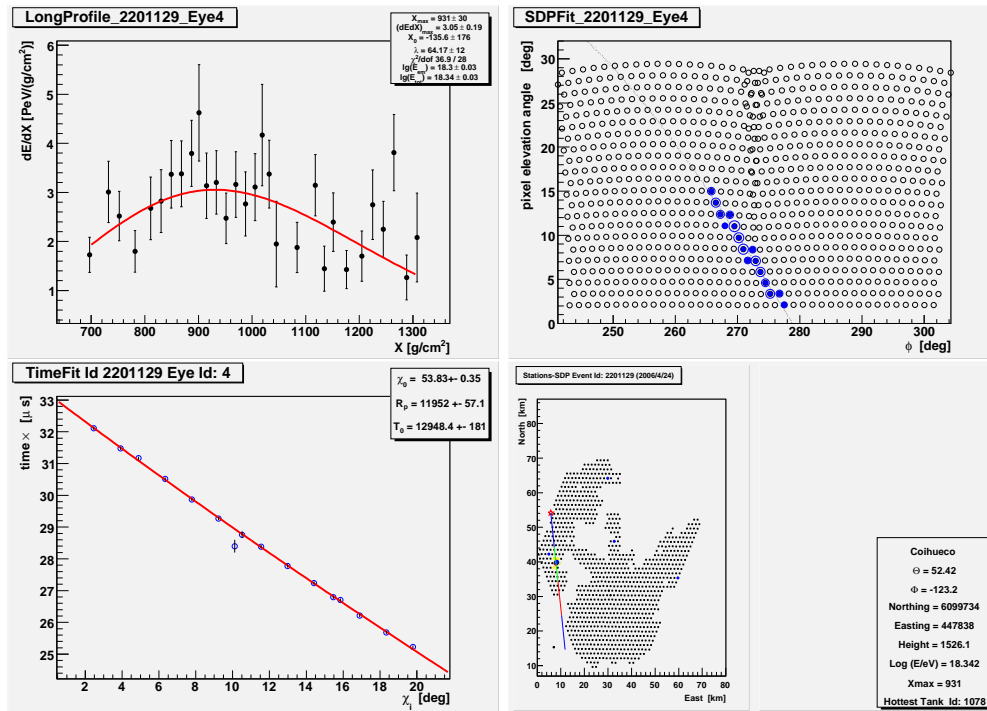 LongProfile_2201129_Eye4
X_max = 931 ± 30
(dEdX)_max = 3.05 ± 0.19
X_0 = -135.6 ± 176
λ = 64.17 ± 12
χ²/dof 36.9 / 28
lg(E_em) = 18.3 ± 0.03
lg(E_tot) = 18.34 ± 0.03
dE/dX [PeV/(g/cm²)]
6
5
4
3
2
1
700 800 900 1000 1100 1200 1300
X [g/cm²]
SDPFit_2201129_Eye4
pixel elevation angle [deg]
30
25
20
15
10
5
0
250 260 270 280 290 300
φ [deg]
TimeFit Id 2201129 Eye Id: 4
χ_0 = 53.83+- 0.35
R_p = 11952 +- 57.1
T_0 = 12948.4 +- 181
time× [μ s]
33
32
31
30
29
28
27
26
25
2 4 6 8 10 12 14 16 18 20
χ_i [deg]
Stations-SDP Event Id: 2201129 (2006/4/24)
North [km]
80
70
60
50
40
30
20
10
0 10 20 30 40 50 60 70 80
East [km]
Coihueco
Θ = 52.42
Φ = -123.2
Northing = 6099734
Easting = 447838
Height = 1526.1
Log (E/eV) = 18.342
Xmax = 931
Hottest Tank Id: 1078